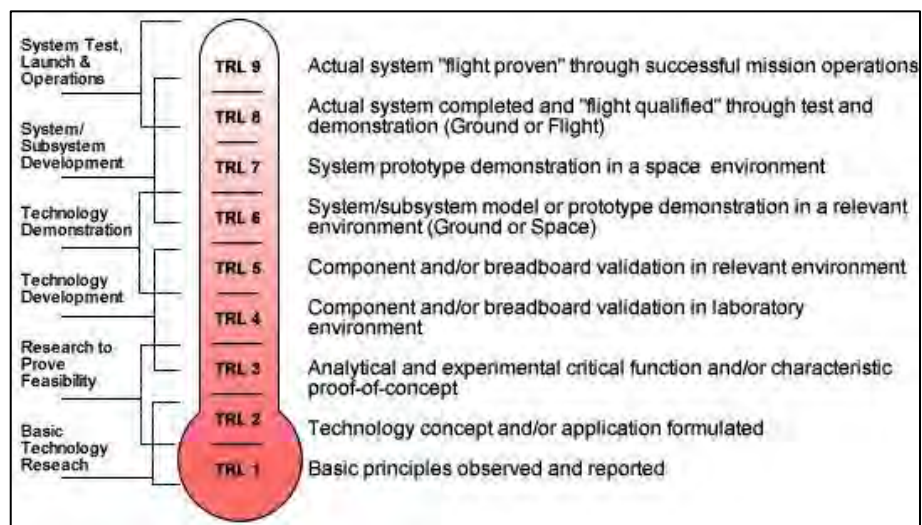 System Test,
Launch &
Operations
System/
Subsystem
Development
Technology
Demonstration
Technology
Development
Research to
Prove
Feasibility
Basic
Technology
Reseach
TRL 9
TRL 8
TRL 7
TRL 6
TRL 5
TRL 4
TRL 3
TRL 2
TRL 1
Actual system "flight proven" through successful mission operations
Actual system completed and "flight qualified" through test and
demonstration (Ground or Flight)
System prototype demonstration in a space environment
System/subsystem model or prototype demonstration in a relevant
environment (Ground or Space)
Component and/or breadboard validation in relevant environment
Component and/or breadboard validation in laboratory
environment
Analytical and experimental critical function and/or characteristic
proof-of-concept
Technology concept and/or application formulated
Basic principles observed and reported